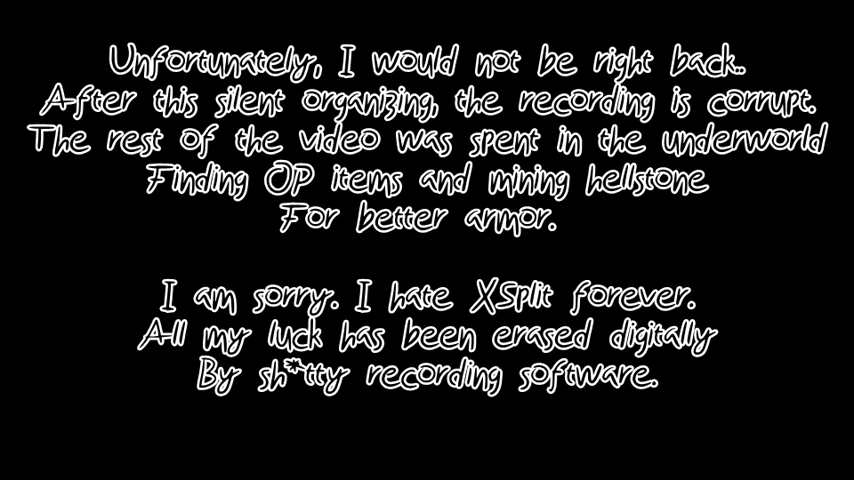 Unfortunately, I would not be right back..
After this silent organizing, the recording is corrupt.
The rest of the video was spent in the underworld
Finding OP items and mining hellstone
For better armor.
I am sorry. I hate XSplit forever.
All my luck has been erased digitally
By sh*tty recording software.